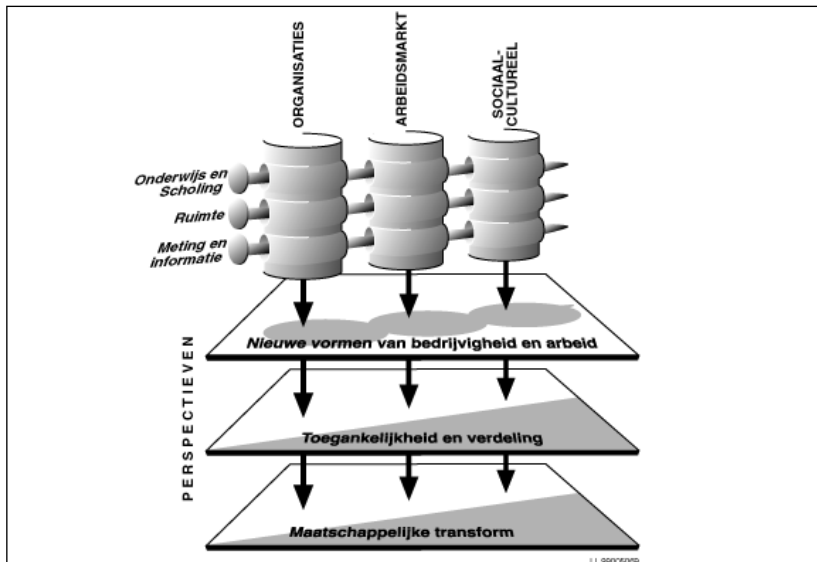 ORGANISATIES
ARBEIDSMARKT
SOCIAAL-
CULTUREEL
Onderwijs en
Scholing
Ruimte
Meting en
informatie
PERSPECTIEVEN
Nieuwe vormen van bedrijvigheid en arbeid
Toegankelijkheid en verdeling
Maatschappelijke transform